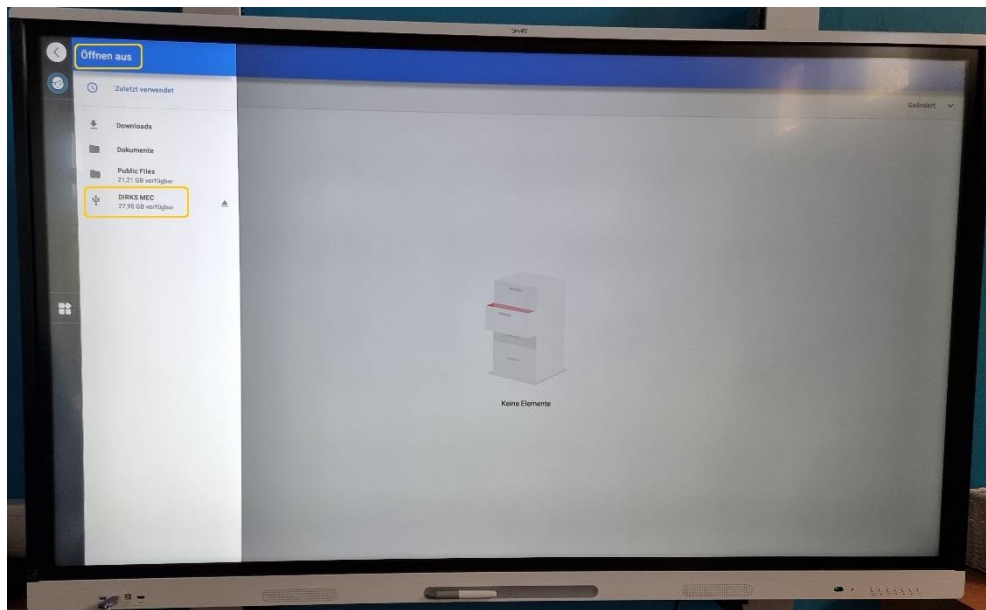 SMART
Öffnen aus
Zuletzt verwendet
Geändert
Downloads
Dokumente
Public Files
21,21 GB verfügbar
DIRKS MEC
27,95 GB verfügbar
Keine Elemente